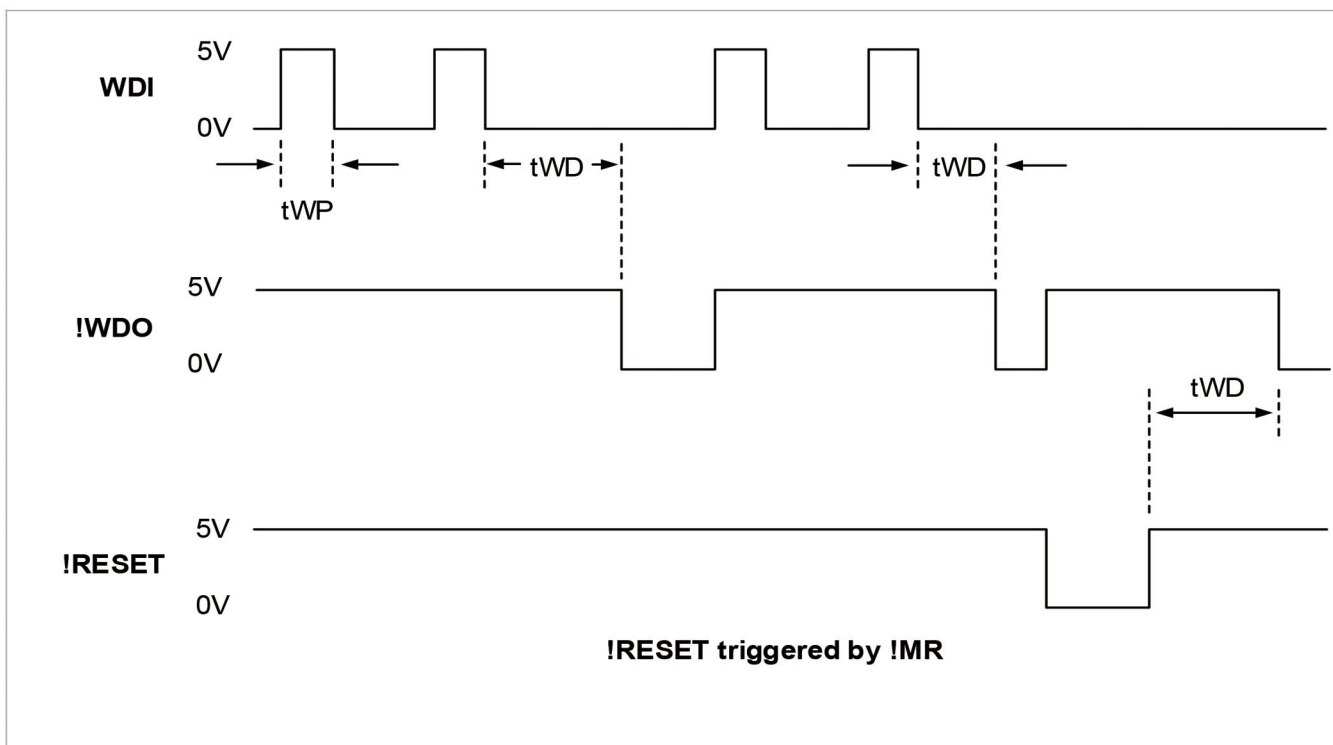 5V
WDI
0V
tWD
tWD
tWP
5V
!WDO
0V
tWD
5V
!RESET
0V
!RESET triggered by !MR